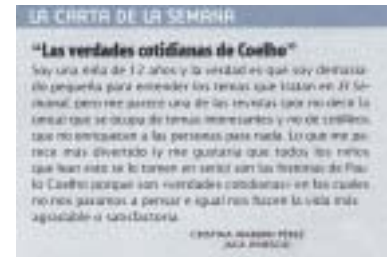 LA CARTA DE LA SEMANA
“Las verdades cotidianas de Coelho”
Soy una niña de 12 años y la verdad es que soy demasia-
do pequeña para entender los temas que tratan en El Se-
manal, pero me parece una de las revistas (por no decir la
única) que se ocupa de temas interesantes y no de cotilleos
que no enriquecen a las personas para nada. Lo que me pa-
rece más divertido (y me gustaría que todos los niños
que lean esto se lo tomen en serio) son las historias de Pau-
lo Coelho porque son «verdades cotidianas» en las cuales
no nos paramos a pensar e igual nos hacen la vida más
agradable o satisfactoria.
CRISTINA PÉREZ